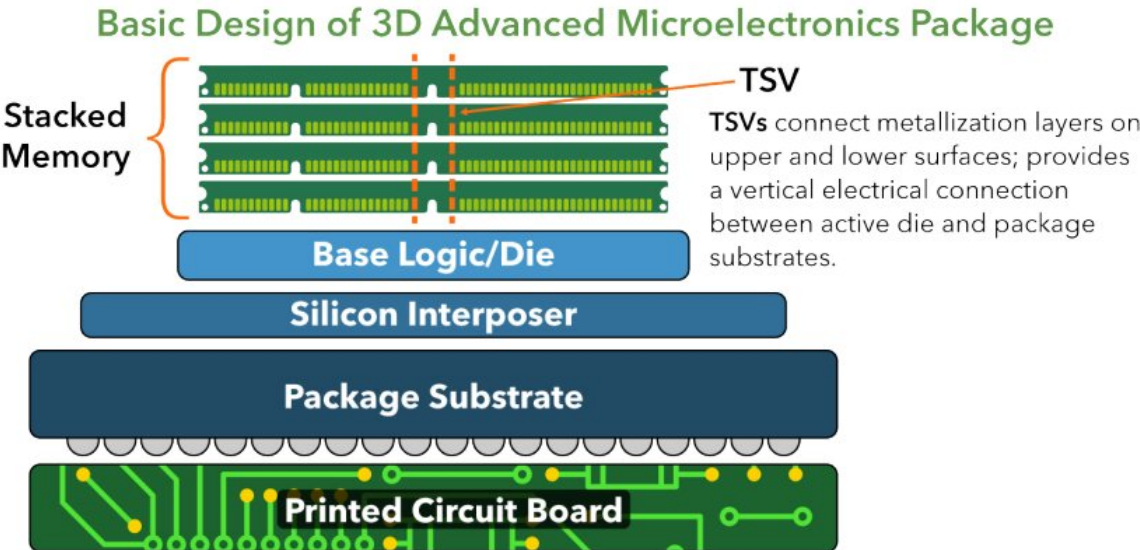 Basic Design of 3D Advanced Microelectronics Package
Stacked
Memory
TSV
TSVs connect metallization layers on
upper and lower surfaces; provides
a vertical electrical connection
between active die and package
substrates.
Base Logic/Die
Silicon Interposer
Package Substrate
Printed Circuit Board